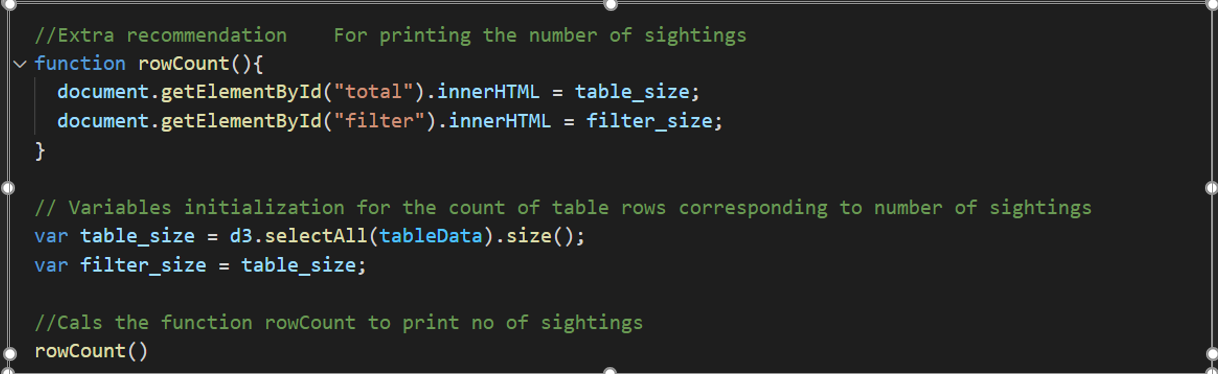 //Extra recommendation    For printing the number of sightings
function rowCount(){
  document.getElementById("total").innerHTML = table_size;
  document.getElementById("filter").innerHTML = filter_size;
}
// Variables initialization for the count of table rows corresponding to number of sightings
var table_size = d3.selectAll(tableData).size();
var filter_size = table_size;
//Cals the function rowCount to print no of sightings
rowCount()